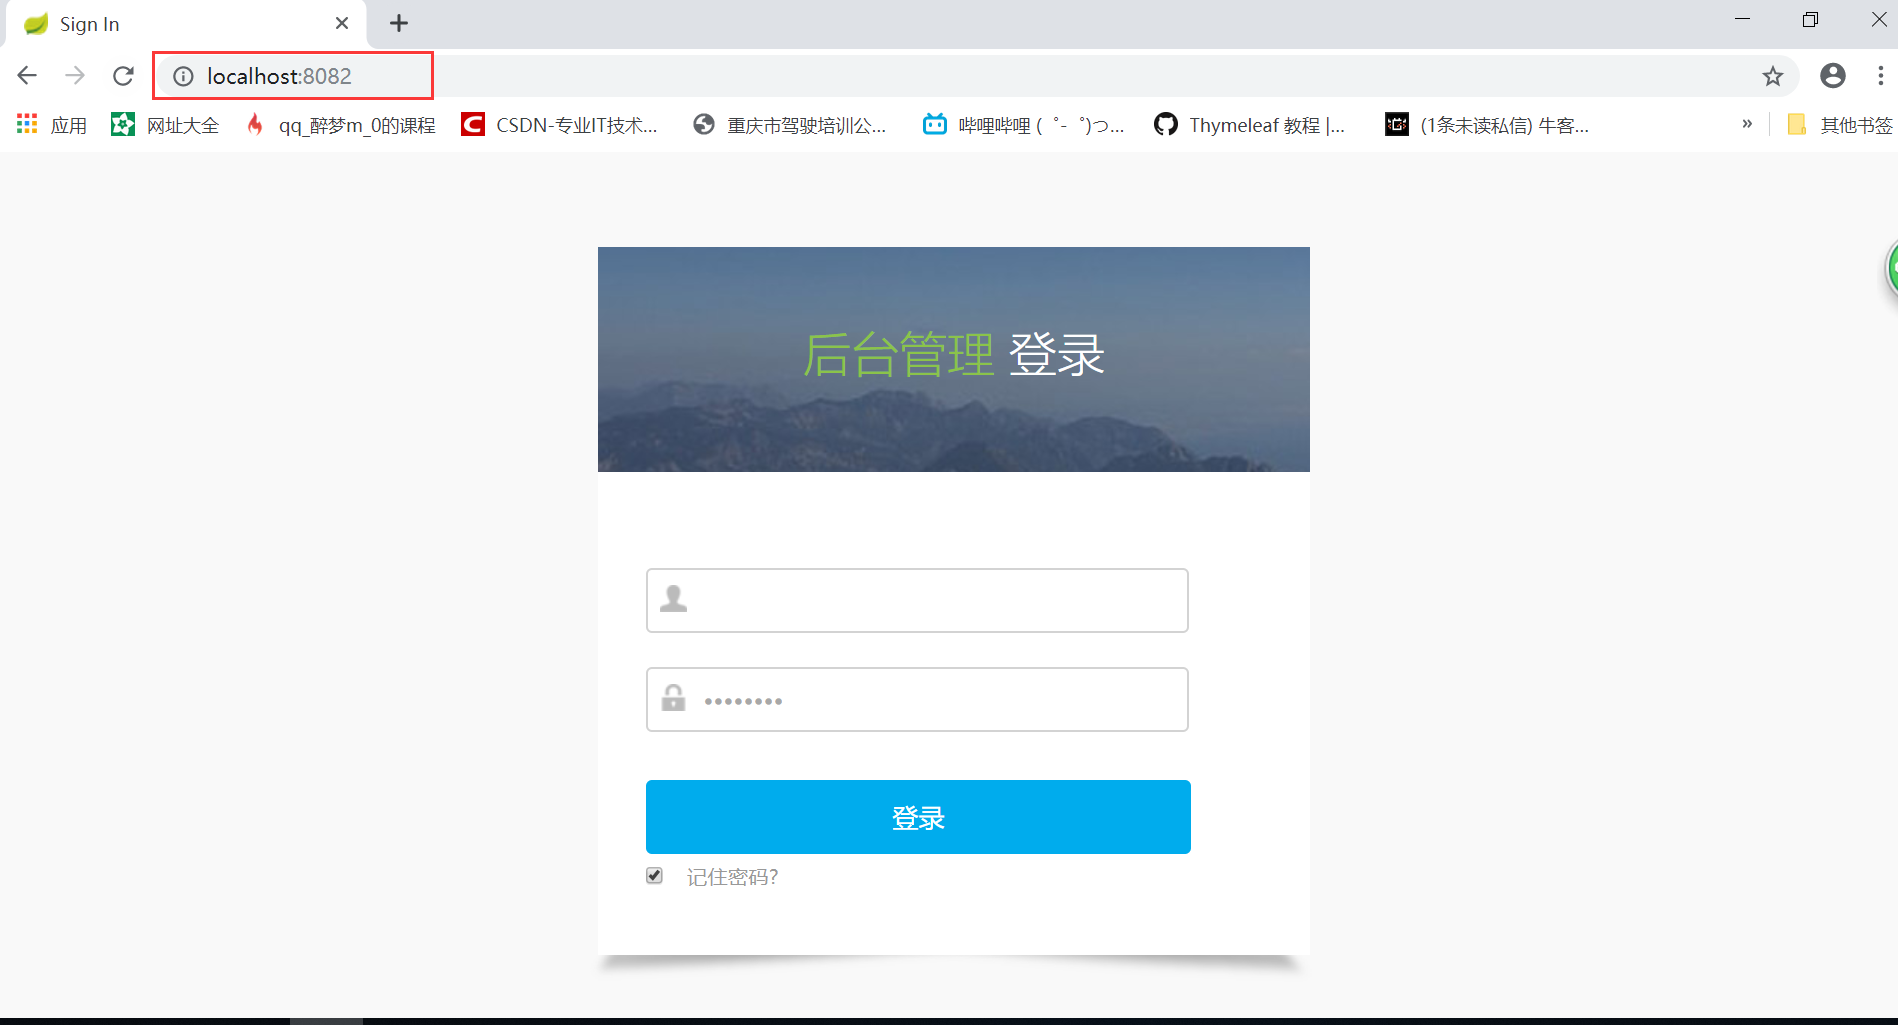 Sign In
localhost:8082
应用 网址大全 qq_醉梦m_0的课程 CSDN-专业IT技术... 重庆市驾驶培训公... 哔哩哔哩 (゜-゜)つ... Thymeleaf 教程 |... (1条未读私信) 牛客... » 其他书签
后台管理 登录
••••••••
登录
记住密码?